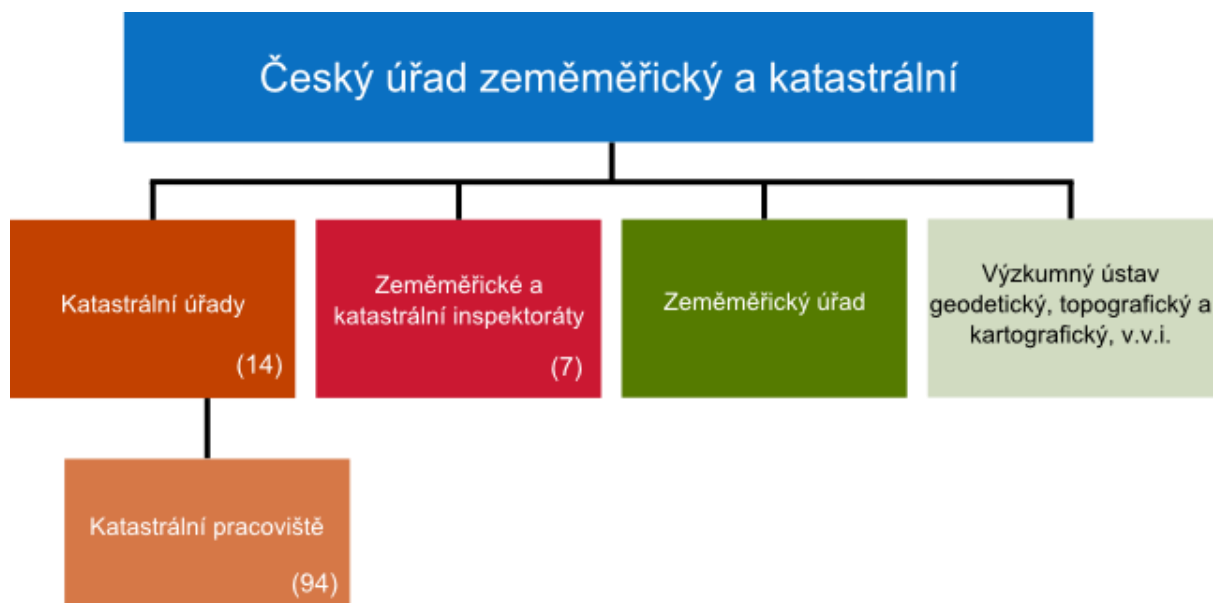 Český úřad zeměměřický a katastrální
Katastrální úřady
(14)
Zeměměřické a
katastrální inspektoráty
(7)
Zeměměřický úřad
Výzkumný ústav
geodetický, topografický a
kartografický, v.v.i.
Katastrální pracoviště
(94)